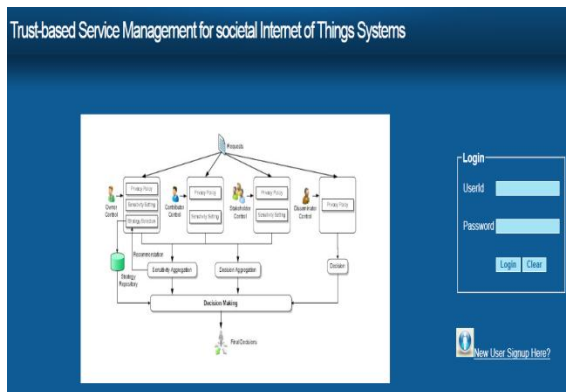 Trust-based Service Management for societal Internet of Things Systems
Requests
Owner
Control
Privacy Policy
Sensitivity Setting
Strategy Selection
Contributor
Control
Privacy Policy
Sensitivity Setting
Stakeholder
Control
Privacy Policy
Sensitivity Setting
Disseminator
Control
Privacy Policy
Recommendation
Strategy
Repository
Sensitivity Aggregation
Decision Aggregation
Decision
Decision Making
Final Decisions
Login
UserId
Password
Login
Clear
New User Signup Here?